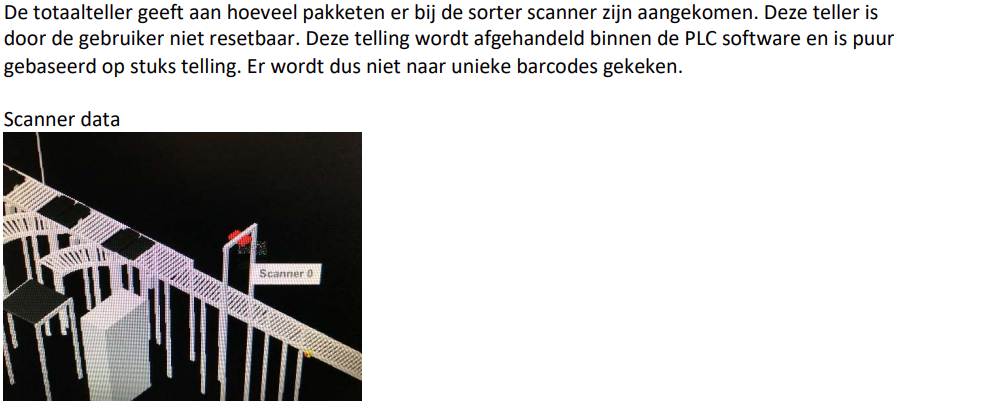 De totaalteller geeft aan hoeveel pakketen er bij de sorter scanner zijn aangekomen. Deze teller is
door de gebruiker niet resetbaar. Deze telling wordt afgehandeld binnen de PLC software en is puur
gebaseerd op stuks telling. Er wordt dus niet naar unieke barcodes gekeken.
Scanner data
Scanner 0